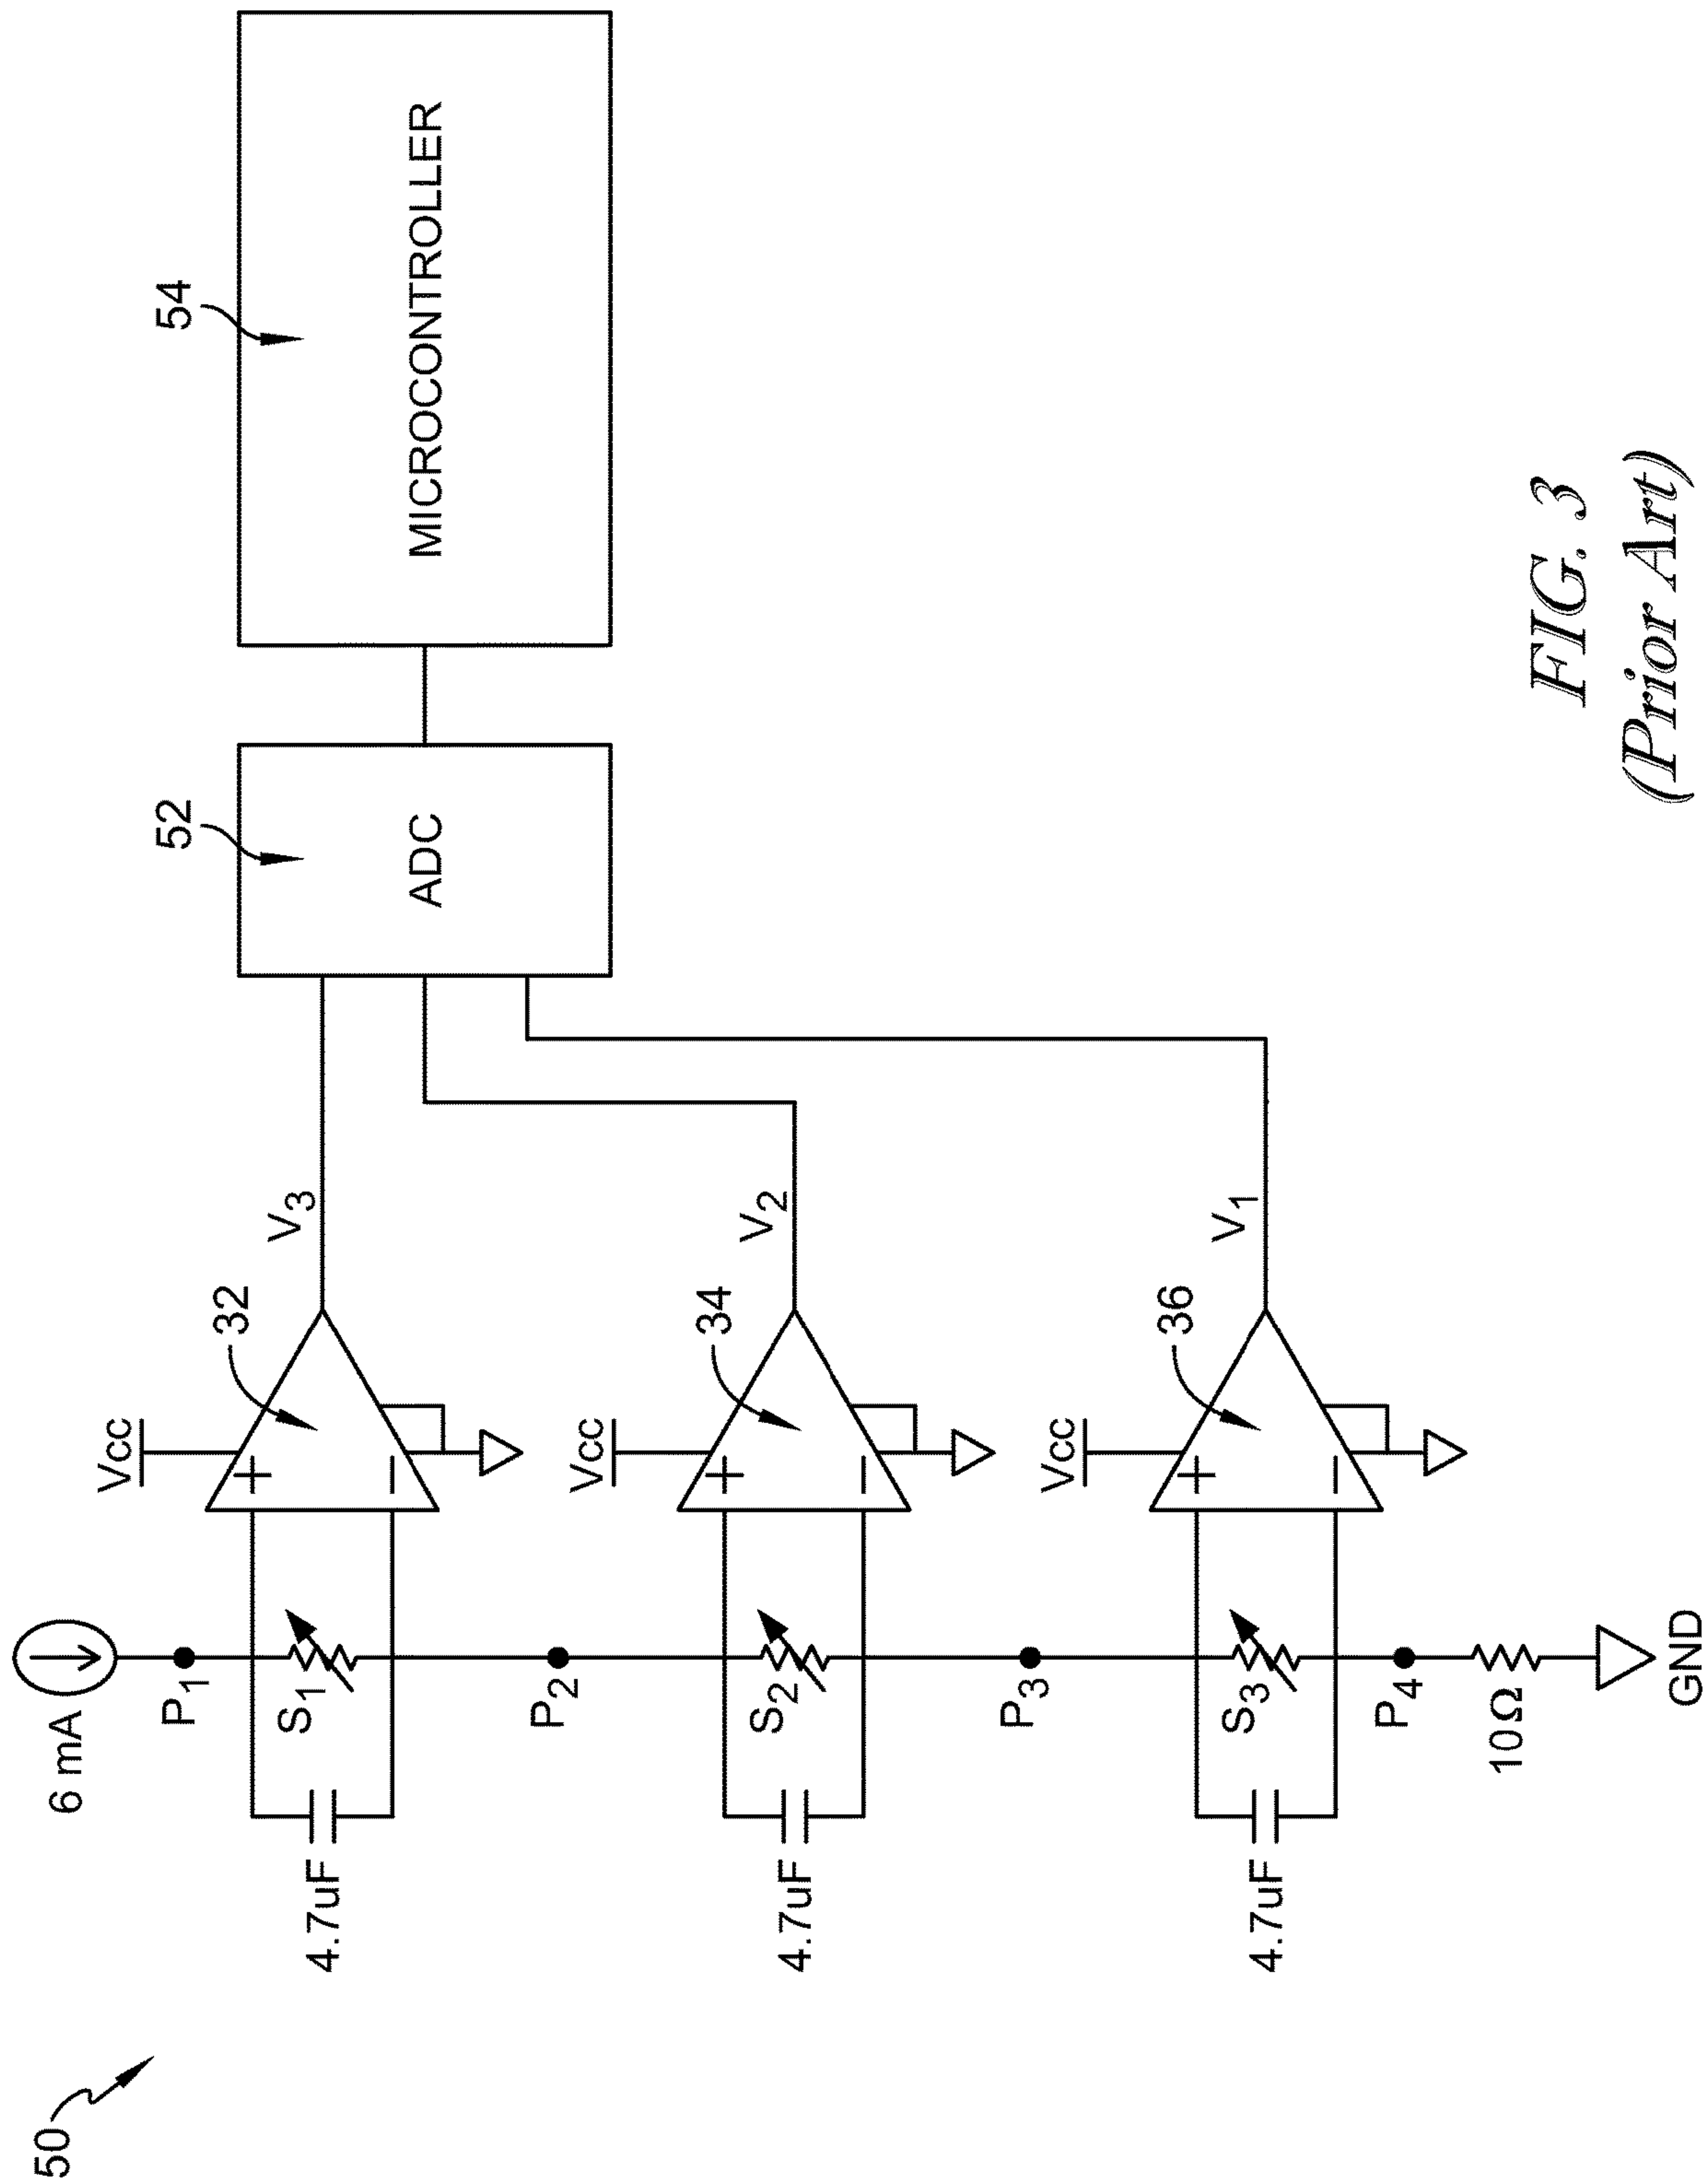 50
6 mA
P1
S1
4.7uF
Vcc
32
V3
P2
S2
4.7uF
Vcc
34
V2
P3
S3
4.7uF
Vcc
36
V1
P4
10Ω
GND
52
ADC
54
MICROCONTROLLER
+
−
+
−
+
−
FIG. 3
(Prior Art)